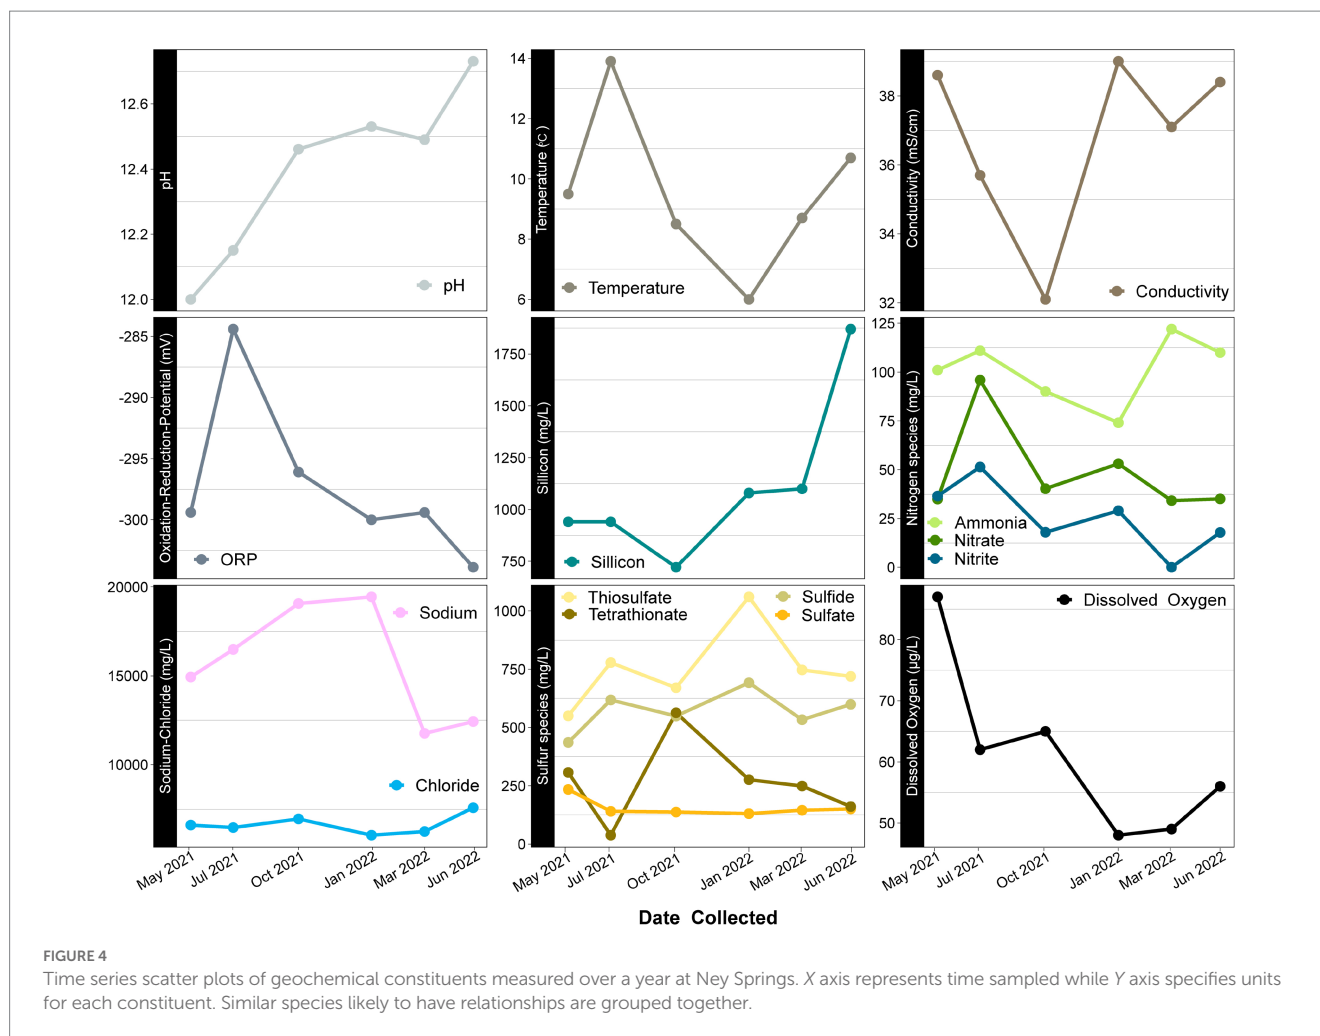 pH
12.6
12.4
12.2
12.0
pH
Temperature (°C)
14
12
10
8
6
Temperature
Conductivity (mS/cm)
38
36
34
32
Conductivity
Oxidation-Reduction-Potential (mV)
-285
-290
-295
-300
ORP
Sillicon (mg/L)
1750
1500
1250
1000
750
Sillicon
Nitrogen species (mg/L)
125
100
75
50
25
0
Ammonia
Nitrate
Nitrite
Sodium-Chloride (mg/L)
20000
15000
10000
Sodium
Chloride
May 2021
Jul 2021
Oct 2021
Jan 2022
Mar 2022
Jun 2022
Sulfur species (mg/L)
1000
750
500
250
0
Thiosulfate
Tetrathionate
Sulfide
Sulfate
May 2021
Jul 2021
Oct 2021
Jan 2022
Mar 2022
Jun 2022
Dissolved Oxygen (µg/L)
80
70
60
50
Dissolved Oxygen
May 2021
Jul 2021
Oct 2021
Jan 2022
Mar 2022
Jun 2022
Date Collected
FIGURE 4
Time series scatter plots of geochemical constituents measured over a year at Ney Springs. X axis represents time sampled while Y axis specifies units
for each constituent. Similar species likely to have relationships are grouped together.